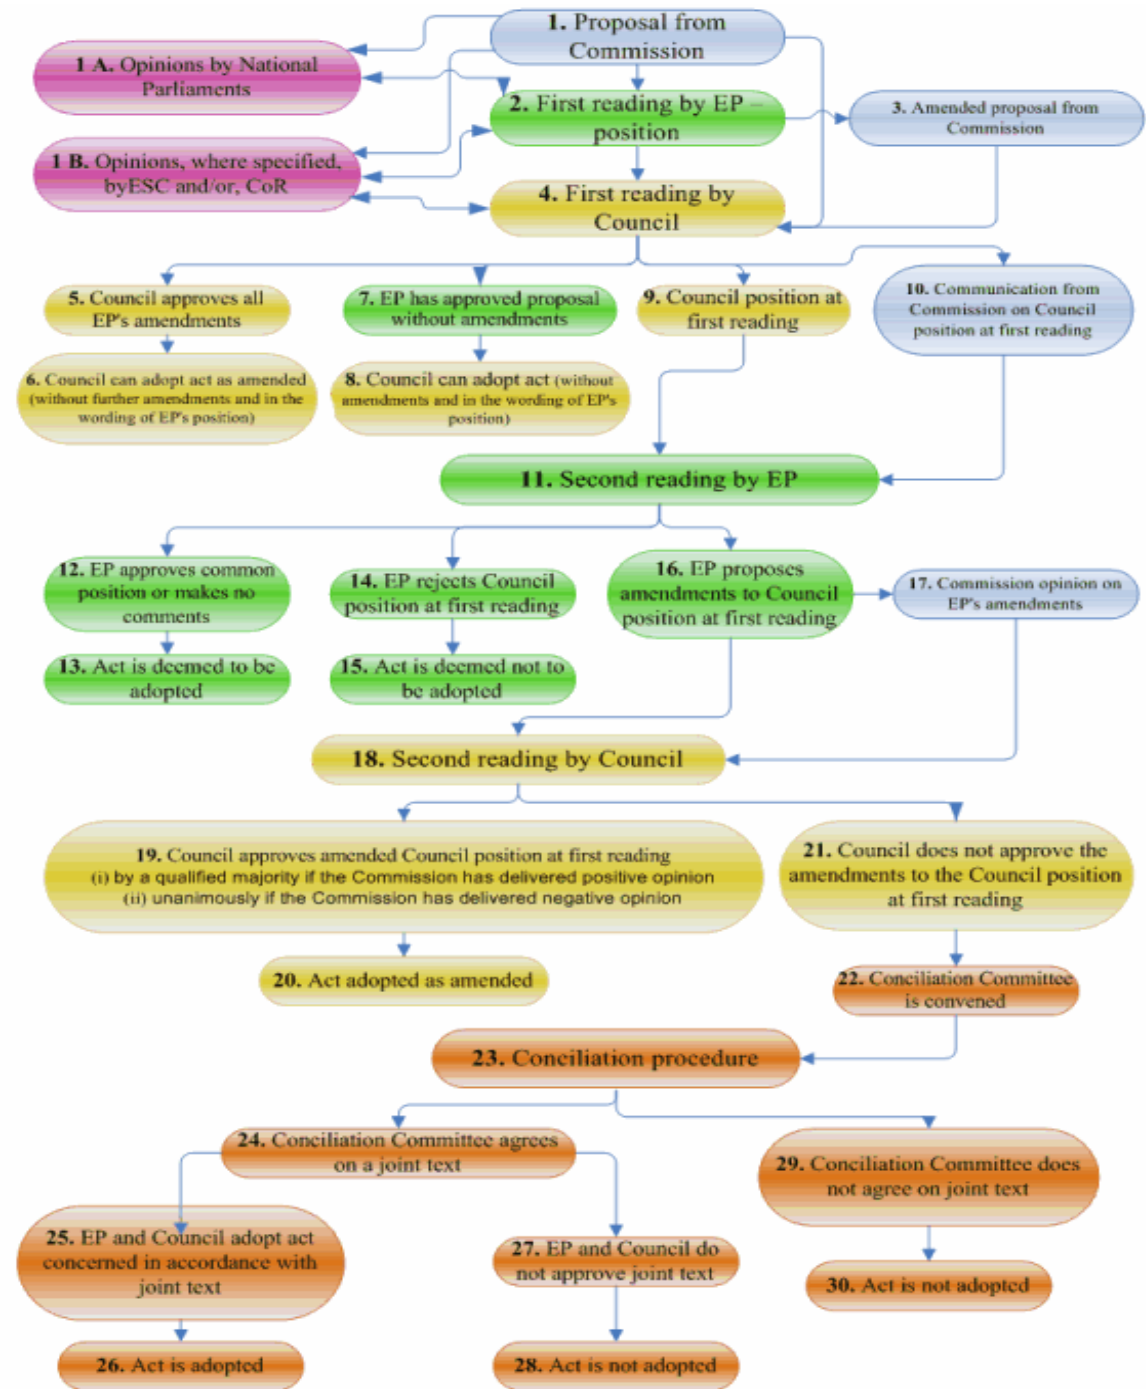 1. Proposal from
Commission
1 A. Opinions by National
Parliaments
2. First reading by EP –
position
3. Amended proposal from
Commission
1 B. Opinions, where specified,
byESC and/or, CoR
4. First reading by
Council
5. Council approves all
EP's amendments
7. EP has approved proposal
without amendments
9. Council position at
first reading
10. Communication from
Commission on Council
position at first reading
6. Council can adopt act as amended
(without further amendments and in the
wording of EP's position)
8. Council can adopt act (without
amendments and in the wording of EP's
position)
11. Second reading by EP
12. EP approves common
position or makes no
comments
14. EP rejects Council
position at first reading
16. EP proposes
amendments to Council
position at first reading
17. Commission opinion on
EP's amendments
13. Act is deemed to be
adopted
15. Act is deemed not to
be adopted
18. Second reading by Council
19. Council approves amended Council position at first reading
(i) by a qualified majority if the Commission has delivered positive opinion
(ii) unanimously if the Commission has delivered negative opinion
21. Council does not approve the
amendments to the Council position
at first reading
20. Act adopted as amended
22. Conciliation Committee
is convened
23. Conciliation procedure
24. Conciliation Committee agrees
on a joint text
29. Conciliation Committee does
not agree on joint text
25. EP and Council adopt act
concerned in accordance with
joint text
27. EP and Council do
not approve joint text
30. Act is not adopted
26. Act is adopted
28. Act is not adopted